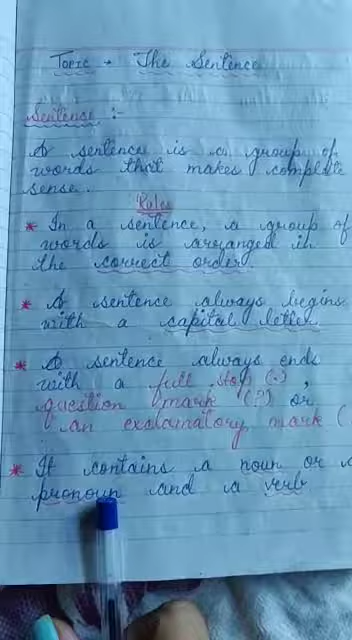 Topic → The Sentence
Sentence :-
A sentence is a group of
words that makes complete
sense.
Rules
* In a sentence, a group of
words is arranged in
the correct order.
* A sentence always begins
with a capital letter.
* A sentence always ends
with a full stop (.),
question mark (?) or
an exclamatory mark (
* It contains a noun or a
pronoun and a verb